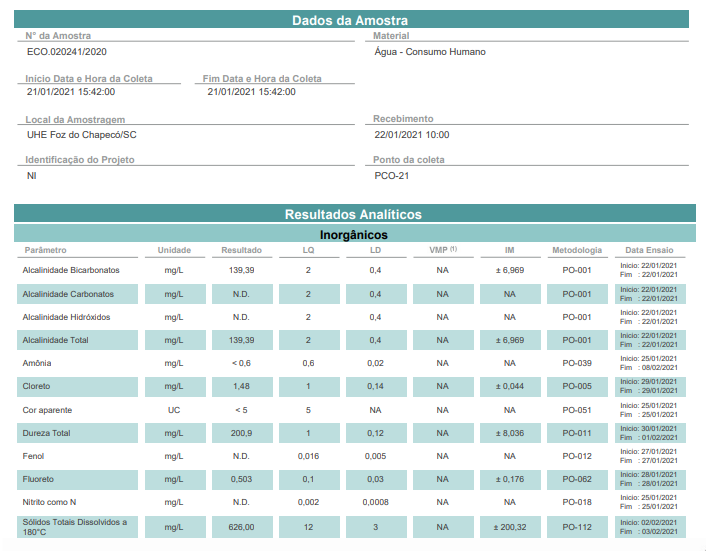 Dados da Amostra
N° da Amostra Material
ECO.020241/2020 Água - Consumo Humano
Início Data e Hora da Coleta Fim Data e Hora da Coleta
21/01/2021 15:42:00 21/01/2021 15:42:00
Local da Amostragem Recebimento
UHE Foz do Chapecó/SC 22/01/2021 10:00
Identificação do Projeto Ponto da coleta
NI PCO-21
Resultados Analíticos
Inorgânicos
Parâmetro Unidade Resultado LQ LD VMP (1) IM Metodologia Data Ensaio
Alcalinidade Bicarbonatos mg/L 139,39 2 0,4 NA ± 6,969 PO-001 Inicio: 22/01/2021
Fim : 22/01/2021
Alcalinidade Carbonatos mg/L N.D. 2 0,4 NA NA PO-001 Inicio: 22/01/2021
Fim : 22/01/2021
Alcalinidade Hidróxidos mg/L N.D. 2 0,4 NA NA PO-001 Inicio: 22/01/2021
Fim : 22/01/2021
Alcalinidade Total mg/L 139,39 2 0,4 NA ± 6,969 PO-001 Inicio: 22/01/2021
Fim : 22/01/2021
Amônia mg/L < 0,6 0,6 0,02 NA NA PO-039 Inicio: 25/01/2021
Fim : 08/02/2021
Cloreto mg/L 1,48 1 0,14 NA ± 0,044 PO-005 Inicio: 29/01/2021
Fim : 29/01/2021
Cor aparente UC < 5 5 NA NA NA PO-051 Inicio: 25/01/2021
Fim : 25/01/2021
Dureza Total mg/L 200,9 1 0,12 NA ± 8,036 PO-011 Inicio: 30/01/2021
Fim : 01/02/2021
Fenol mg/L N.D. 0,016 0,005 NA NA PO-012 Inicio: 27/01/2021
Fim : 27/01/2021
Fluoreto mg/L 0,503 0,1 0,03 NA ± 0,176 PO-062 Inicio: 28/01/2021
Fim : 28/01/2021
Nitrito como N mg/L N.D. 0,002 0,0008 NA NA PO-018 Inicio: 25/01/2021
Fim : 25/01/2021
Sólidos Totais Dissolvidos a
180°C mg/L 626,00 12 3 NA ± 200,32 PO-112 Inicio: 02/02/2021
Fim : 03/02/2021